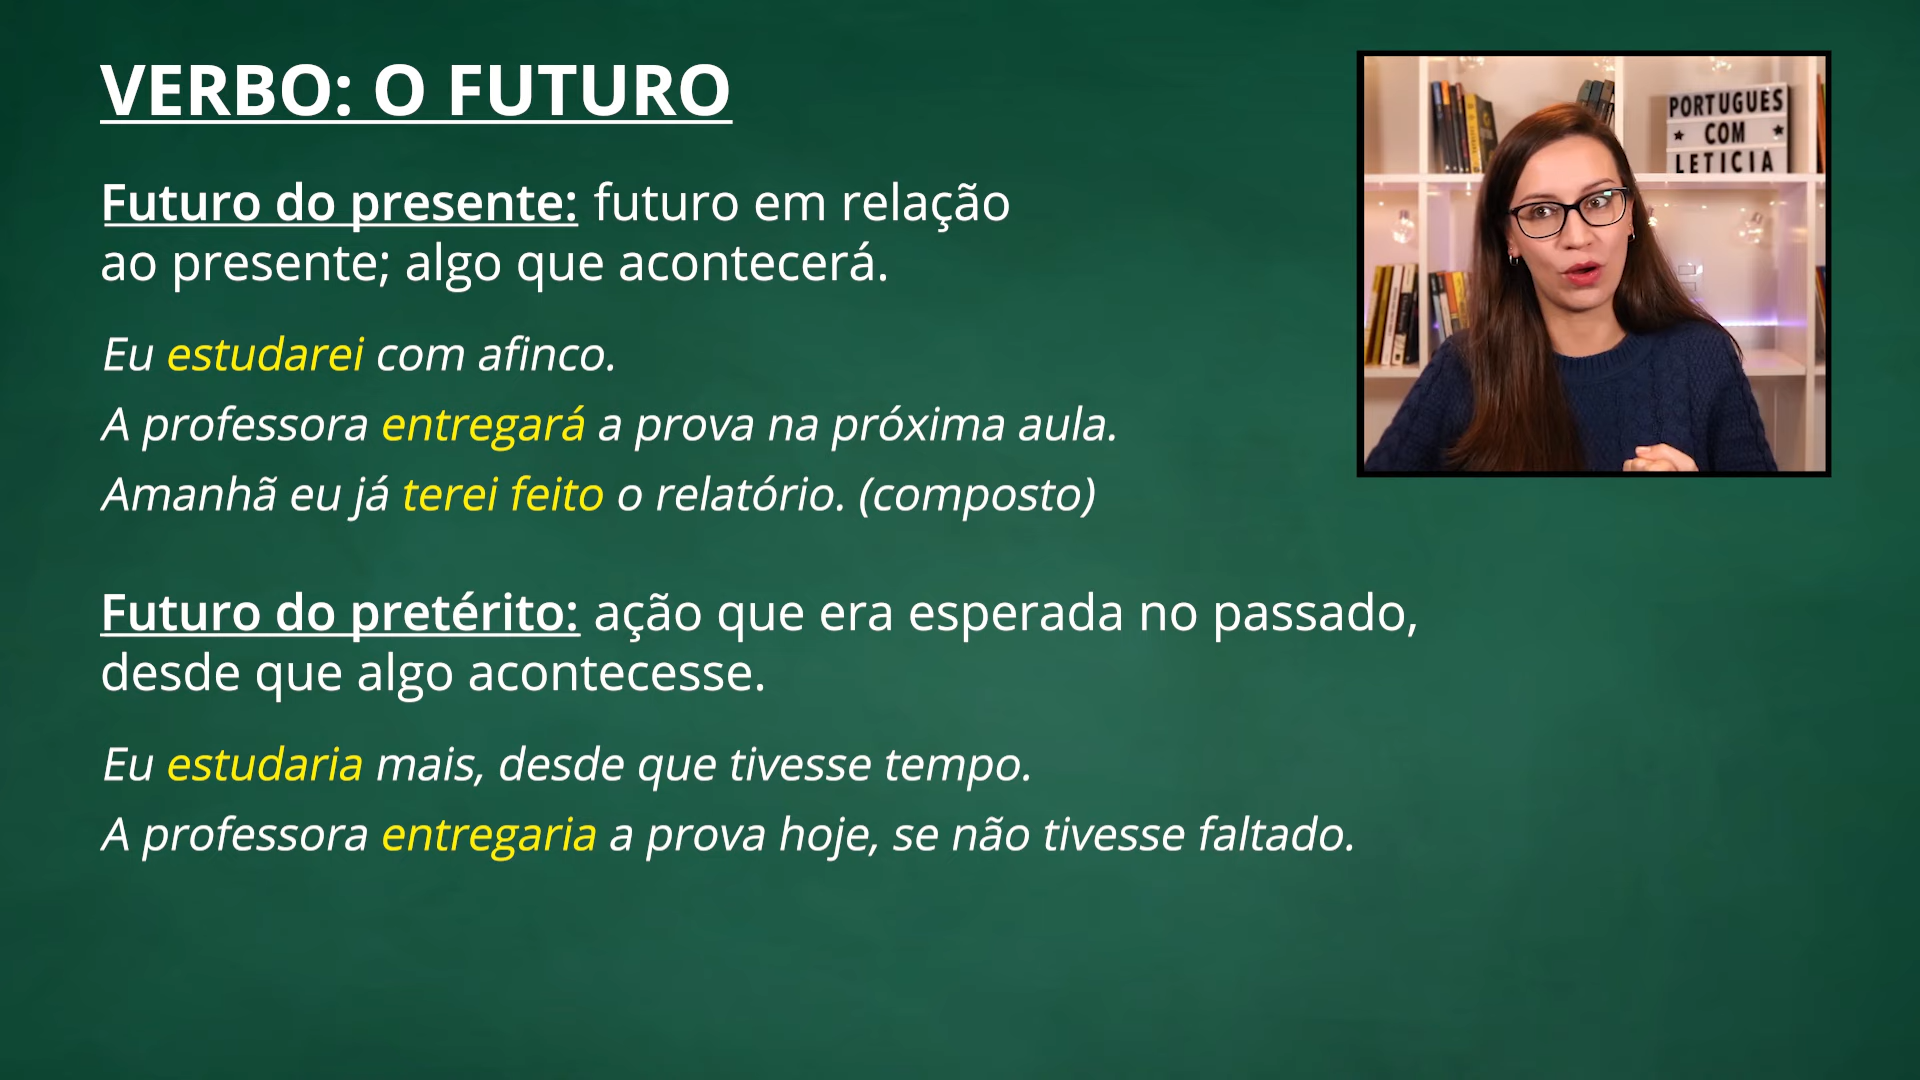 VERBO: O FUTURO
Futuro do presente: futuro em relação
ao presente; algo que acontecerá.
Eu estudarei com afinco.
A professora entregará a prova na próxima aula.
Amanhã eu já terei feito o relatório. (composto)
Futuro do pretérito: ação que era esperada no passado,
desde que algo acontecesse.
Eu estudaria mais, desde que tivesse tempo.
A professora entregaria a prova hoje, se não tivesse faltado.
PORTUGUES
★ COM ★
LETICIA